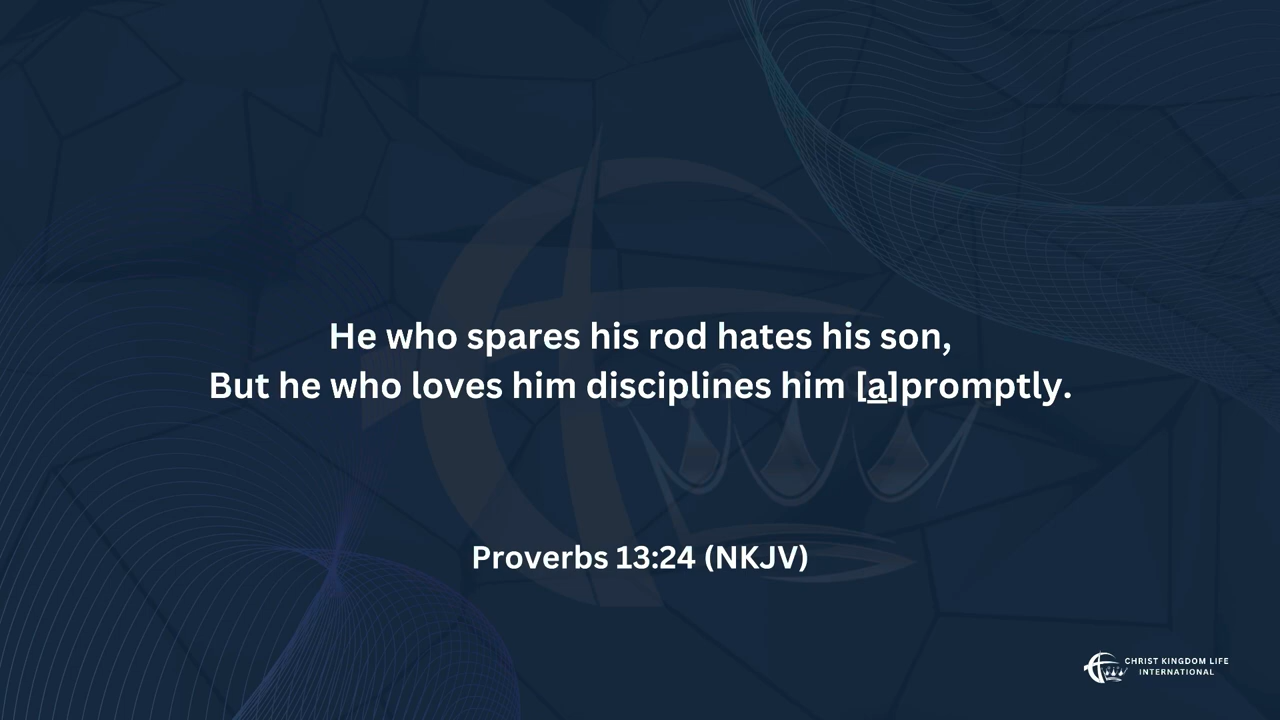 He who spares his rod hates his son,
But he who loves him disciplines him [a]promptly.
Proverbs 13:24 (NKJV)
CHRIST KINGDOM LIFE
INTERNATIONAL